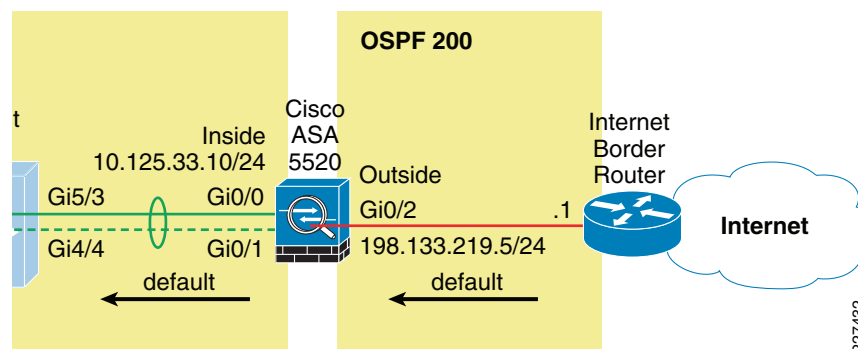 OSPF 200
t
Cisco
ASA
5520
Inside
10.125.33.10/24
Internet
Border
Router
Outside
Gi5/3
Gi0/0
Gi0/2
.1
Internet
Gi4/4
Gi0/1
198.133.219.5/24
default
default